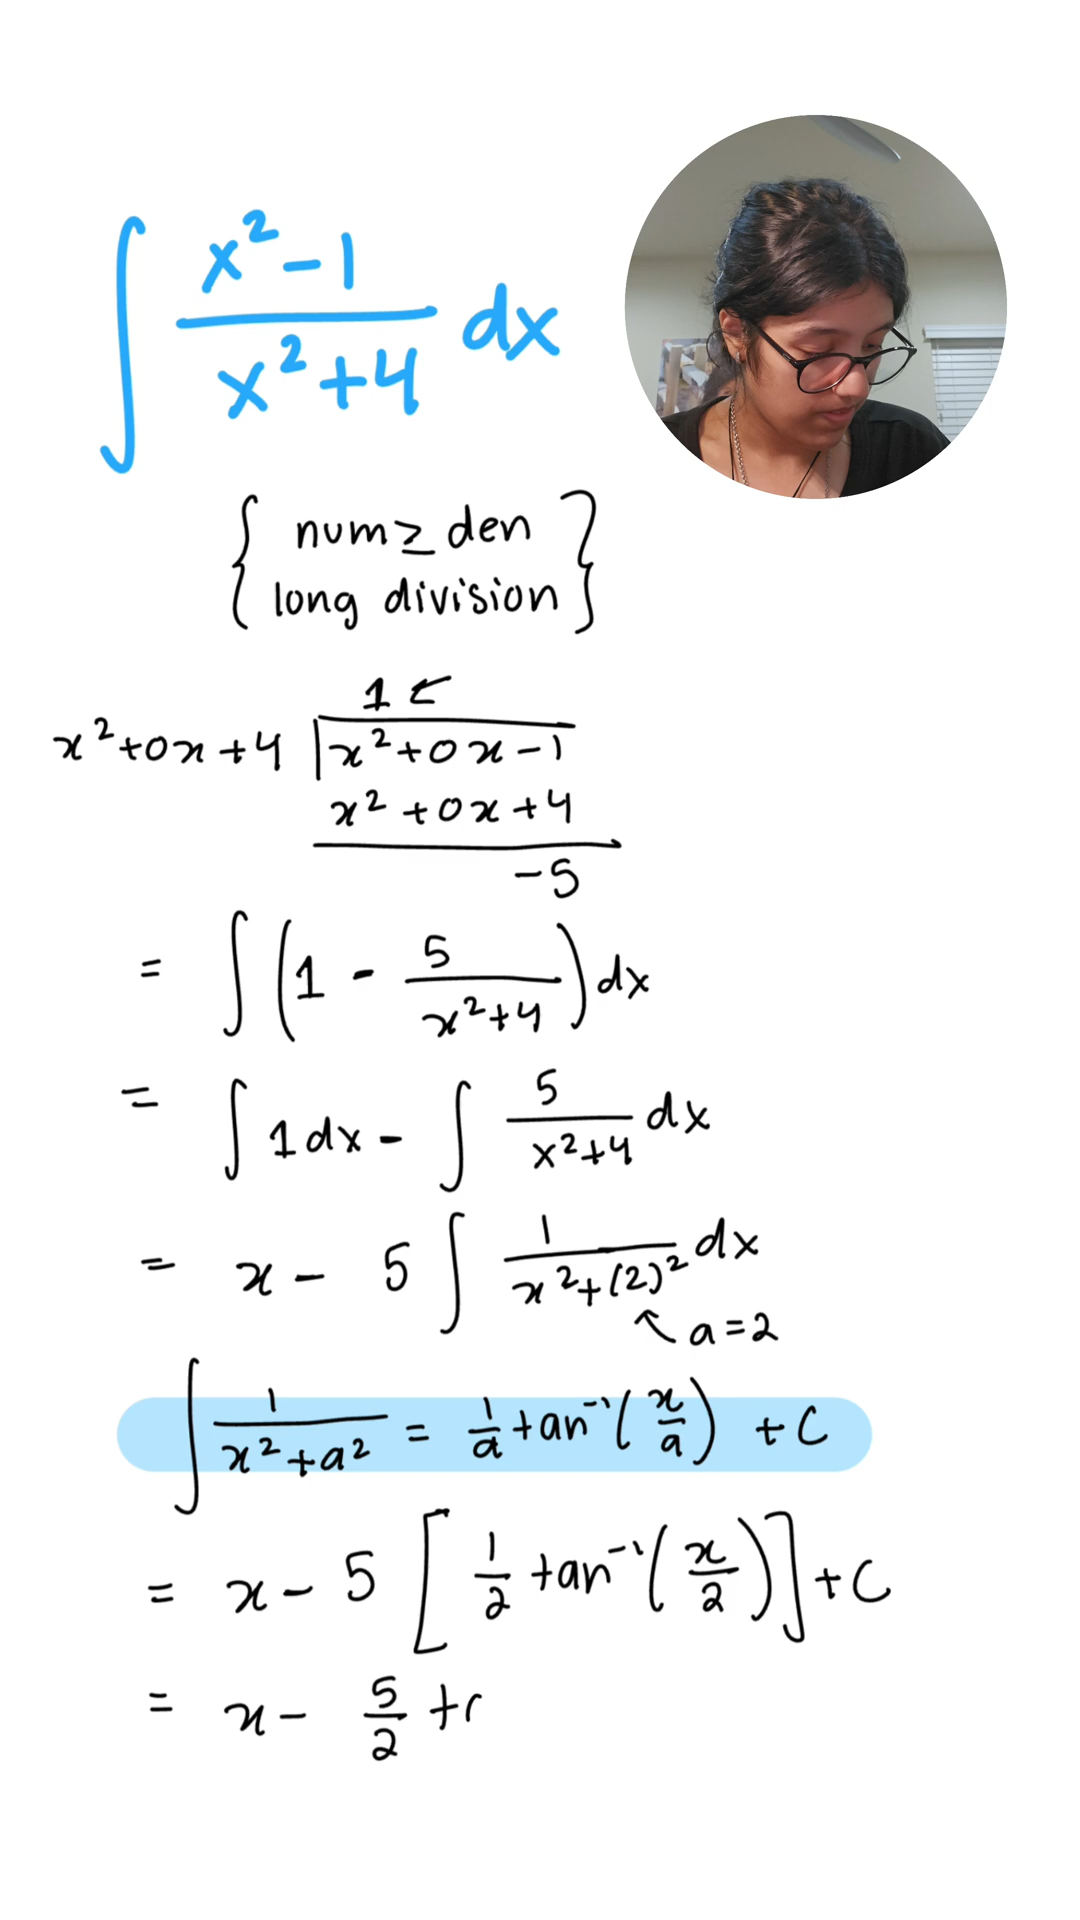 ∫ (x² - 1)/(x² + 4) dx
{ num ≥ den
long division }
1 ←
x² + 0x + 4 | x² + 0x - 1
x² + 0x + 4
-5
= ∫ (1 - 5/(x² + 4)) dx
= ∫ 1 dx - ∫ 5/(x² + 4) dx
= x - 5 ∫ 1/(x² + (2)²) dx
↖ a = 2
∫ 1/(x² + a²) = 1/a tan⁻¹(x/a) + C
= x - 5 [1/2 tan⁻¹(x/2)] + C
= x - 5/2 +